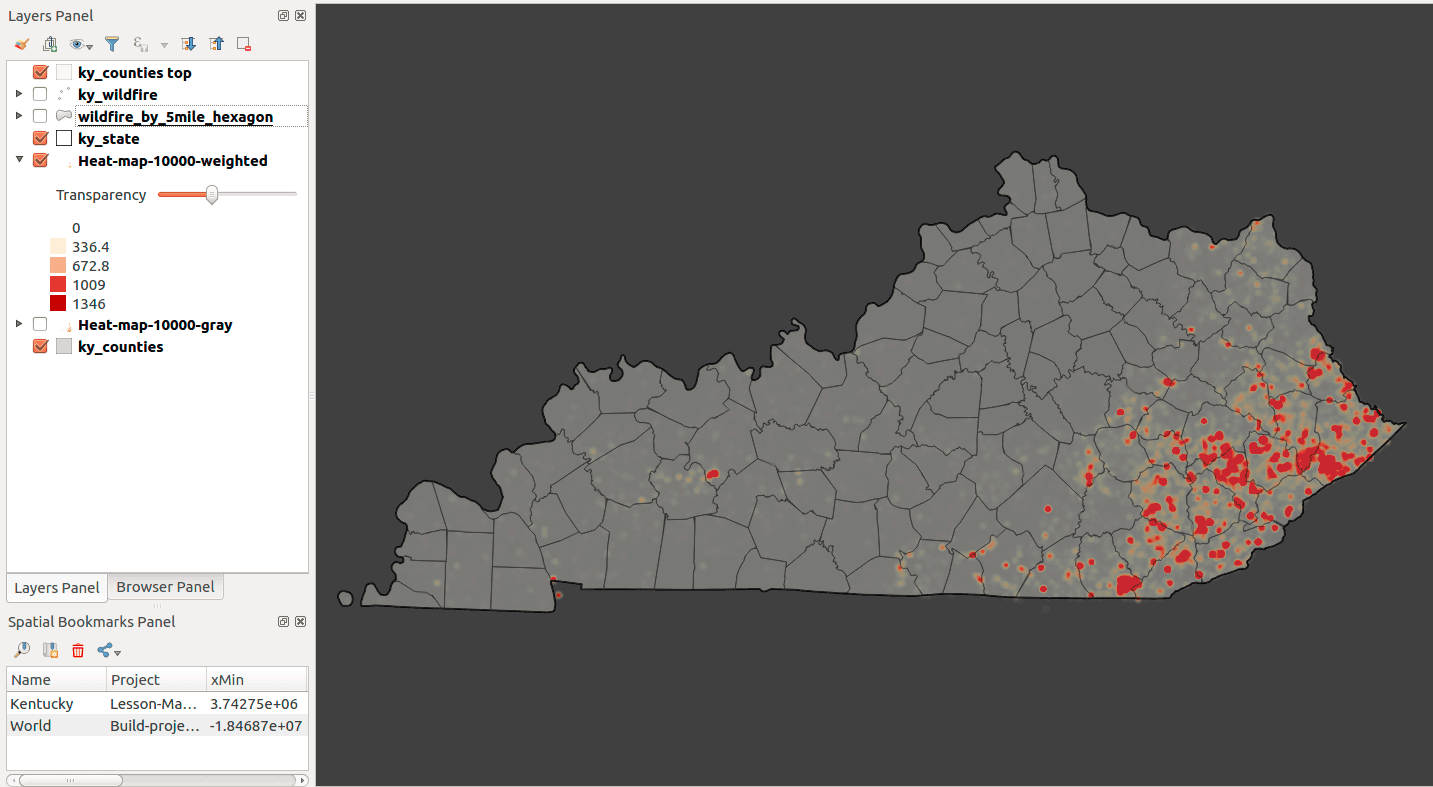 Layers Panel
ky_counties top
ky_wildfire
wildfire_by_5mile_hexagon
ky_state
Heat-map-10000-weighted
Transparency
0
336.4
672.8
1009
1346
Heat-map-10000-gray
ky_counties
Layers Panel Browser Panel
Spatial Bookmarks Panel
Name Project xMin
Kentucky Lesson-Ma... 3.74275e+06
World Build-proje... -1.84687e+07